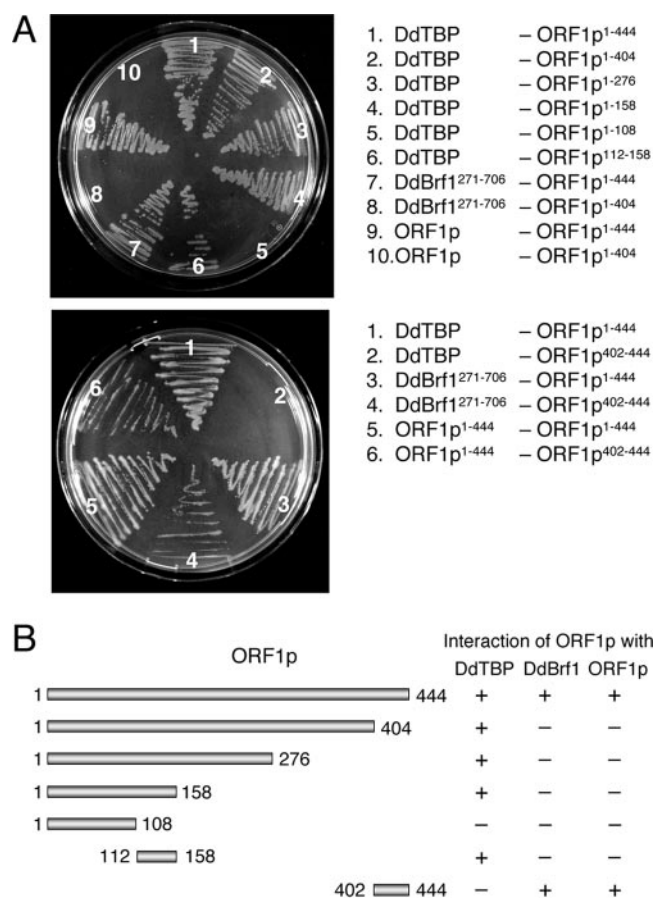 A
1
2
3
4
5
6
7
8
9
10
1. DdTBP – ORF1p1-444
2. DdTBP – ORF1p1-404
3. DdTBP – ORF1p1-276
4. DdTBP – ORF1p1-158
5. DdTBP – ORF1p1-108
6. DdTBP – ORF1p112-158
7. DdBrf1271-706 – ORF1p1-444
8. DdBrf1271-706 – ORF1p1-404
9. ORF1p – ORF1p1-444
10.ORF1p – ORF1p1-404
1
2
3
4
5
6
1. DdTBP – ORF1p1-444
2. DdTBP – ORF1p402-444
3. DdBrf1271-706 – ORF1p1-444
4. DdBrf1271-706 – ORF1p402-444
5. ORF1p1-444 – ORF1p1-444
6. ORF1p1-444 – ORF1p402-444
B
ORF1p
Interaction of ORF1p with
DdTBP DdBrf1 ORF1p
1 444 + + +
1 404 + – –
1 276 + – –
1 158 + – –
1 108 – – –
112 158 + – –
402 444 – + +